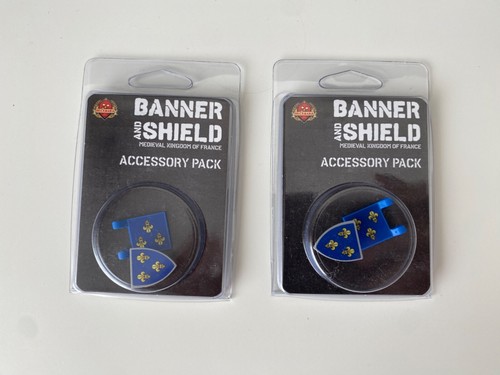 BANNER
AND SHIELD
MEDIEVAL KINGDOM OF FRANCE
ACCESSORY PACK
BANNER
AND SHIELD
MEDIEVAL KINGDOM OF FRANCE
ACCESSORY PACK